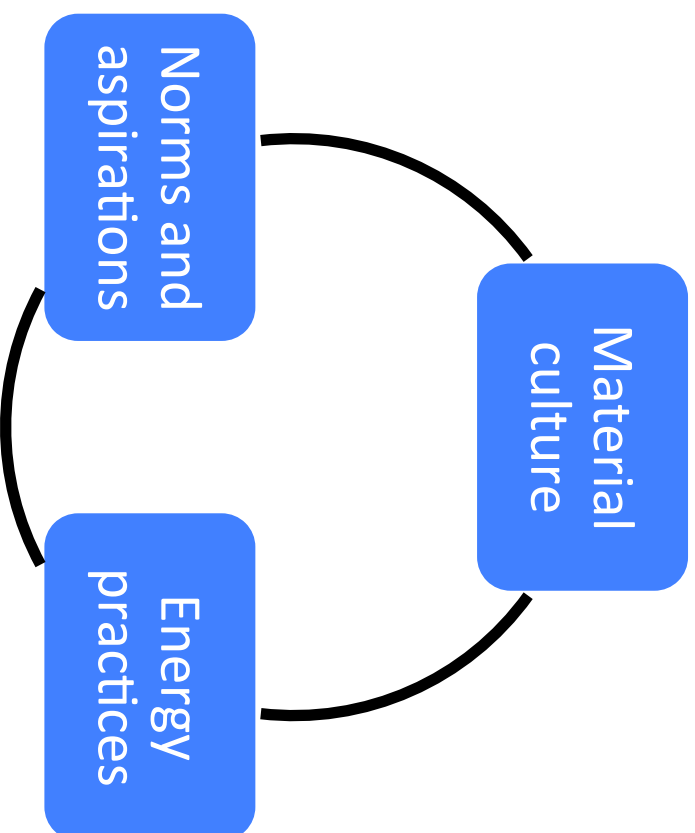 Material
culture
Norms and
aspirations
Energy
practices